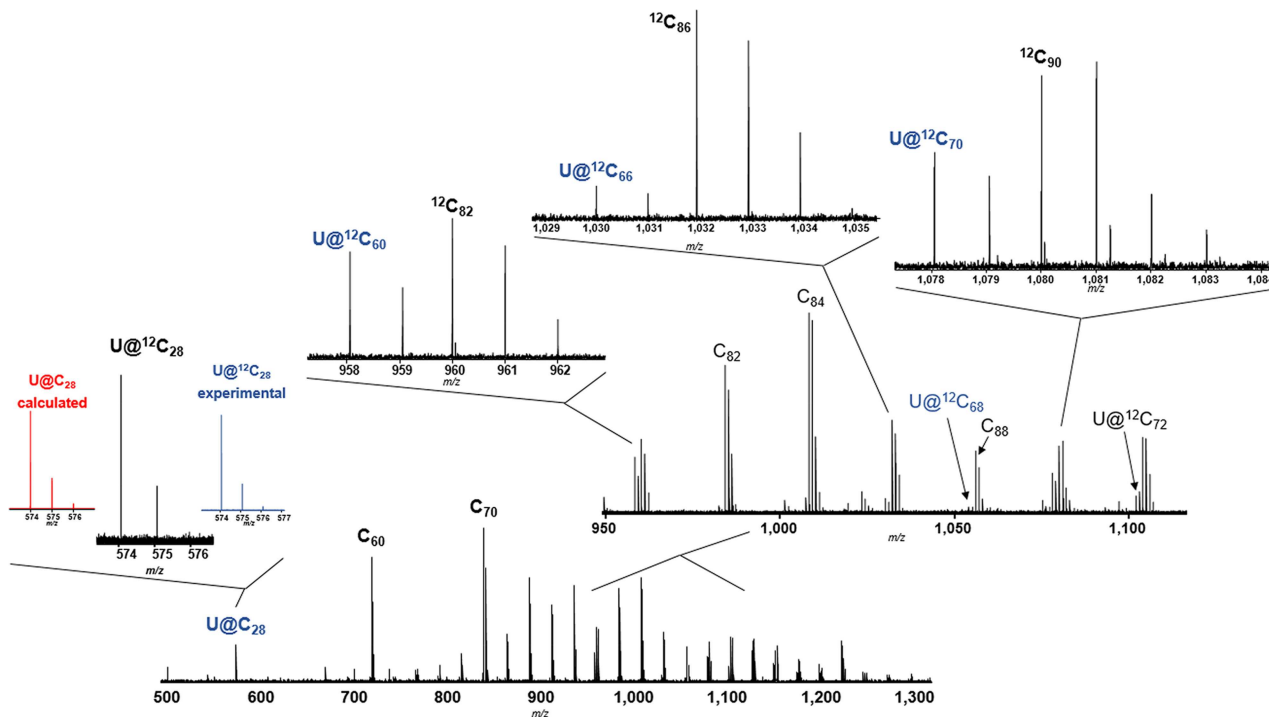 ¹²C₈₆
U@¹²C₆₆
1,029 1,030 1,031 1,032 1,033 1,034 1,035
m/z
¹²C₉₀
U@¹²C₇₀
1,078 1,079 1,080 1,081 1,082 1,083 1,084
m/z
¹²C₈₂
U@¹²C₆₀
958 959 960 961 962
m/z
U@¹²C₂₈
574 575 576
m/z
U@C₂₈
calculated
574 575 576
m/z
U@¹²C₂₈
experimental
574 575 576 577
m/z
C₈₂
C₈₄
U@¹²C₆₈
C₈₈
U@¹²C₇₂
950 1,000 1,050 1,100
m/z
U@C₂₈
C₆₀
C₇₀
500 600 700 800 900 1,000 1,100 1,200 1,300
m/z